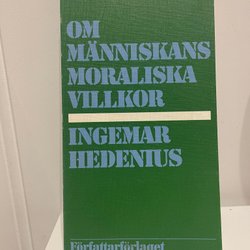 OM
MÄNNISKANS
MORALISKA
VILLKOR
INGEMAR
HEDENIUS
Författarförlaget